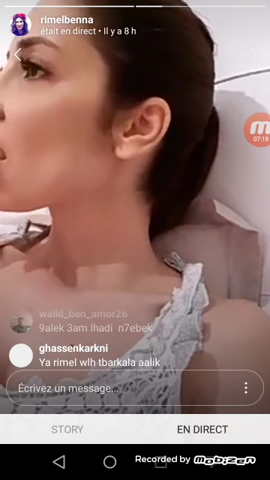 rimelbenna
était en direct • Il y a 8 h
07:18
walid_ben_amor26
9alek 3am lhadi n7ebek
ghassenkarkni
Ya rimel wlh tbarkala aalik
Écrivez un message...
STORY EN DIRECT
Recorded by mobizen